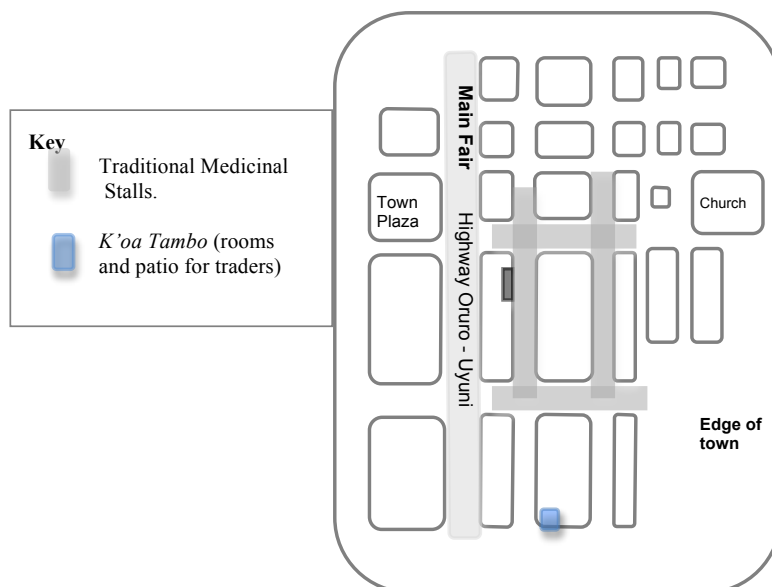 Key
Traditional Medicinal
Stalls.
K’oa Tambo (rooms
and patio for traders)
Main Fair
Highway Oruro - Uyuni
Town
Plaza
Church
Edge of
town